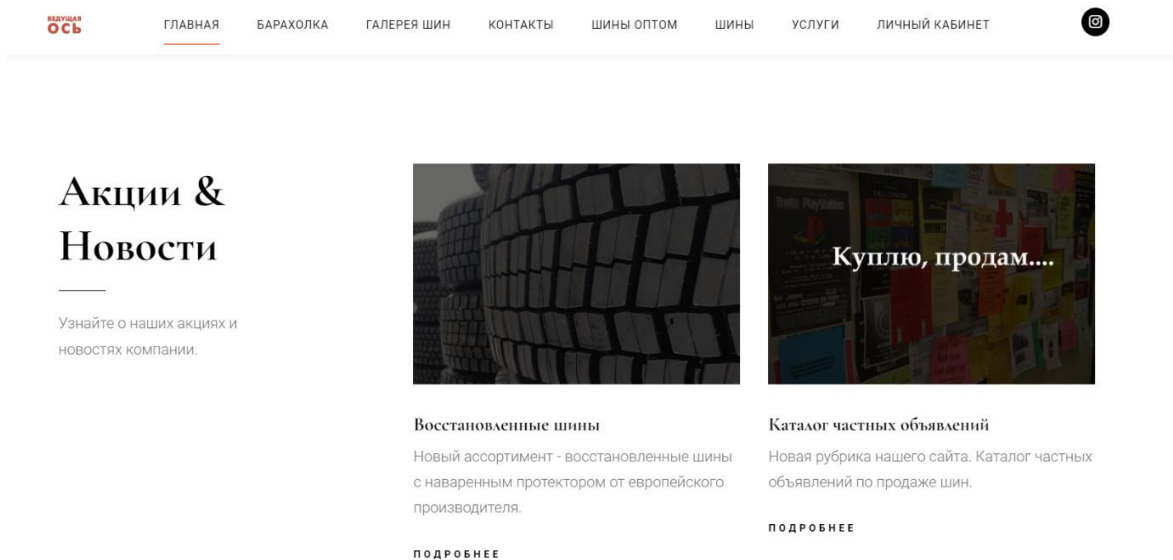 ВЕДУЩАЯ
ОСЬ
ГЛАВНАЯ БАРАХОЛКА ГАЛЕРЕЯ ШИН КОНТАКТЫ ШИНЫ ОПТОМ ШИНЫ УСЛУГИ ЛИЧНЫЙ КАБИНЕТ
Акции &
Новости
Узнайте о наших акциях и
новостях компании.
Восстановленные шины
Новый ассортимент - восстановленные шины
с наваренным протектором от европейского
производителя.
ПОДРОБНЕЕ
Theta PlayStation
Куплю, продам....
Каталог частных объявлений
Новая рубрика нашего сайта. Каталог частных
объявлений по продаже шин.
ПОДРОБНЕЕ